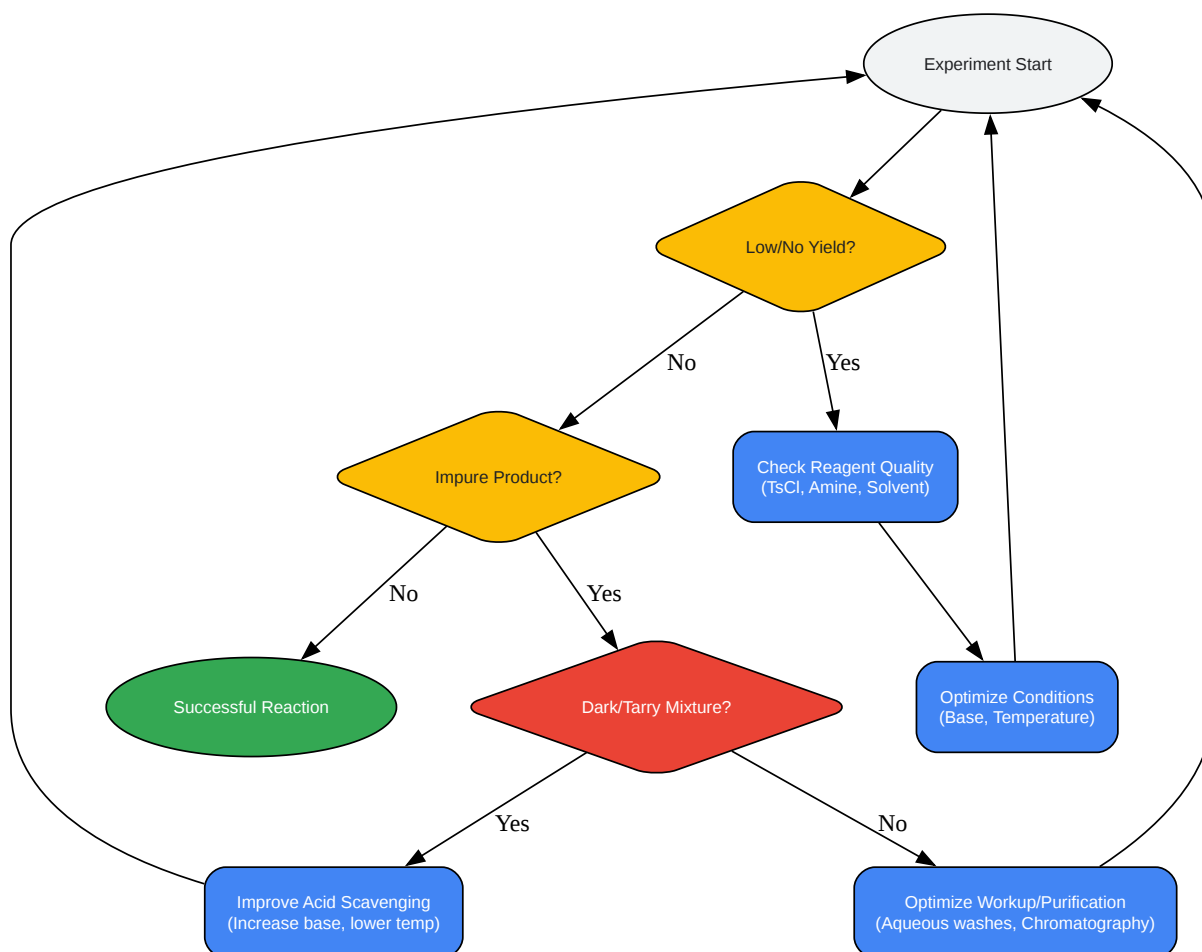 Experiment Start
Low/No Yield?
No
Yes
Impure Product?
Check Reagent Quality
(TsCl, Amine, Solvent)
No
Yes
Successful Reaction
Dark/Tarry Mixture?
Optimize Conditions
(Base, Temperature)
Yes
No
Improve Acid Scavenging
(Increase base, lower temp)
Optimize Workup/Purification
(Aqueous washes, Chromatography)